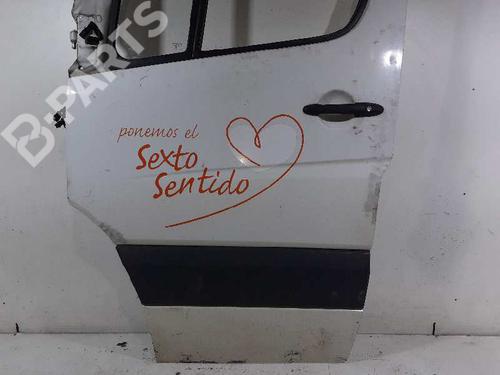 B-PARTS
ponemos el
Sexto
Sentido